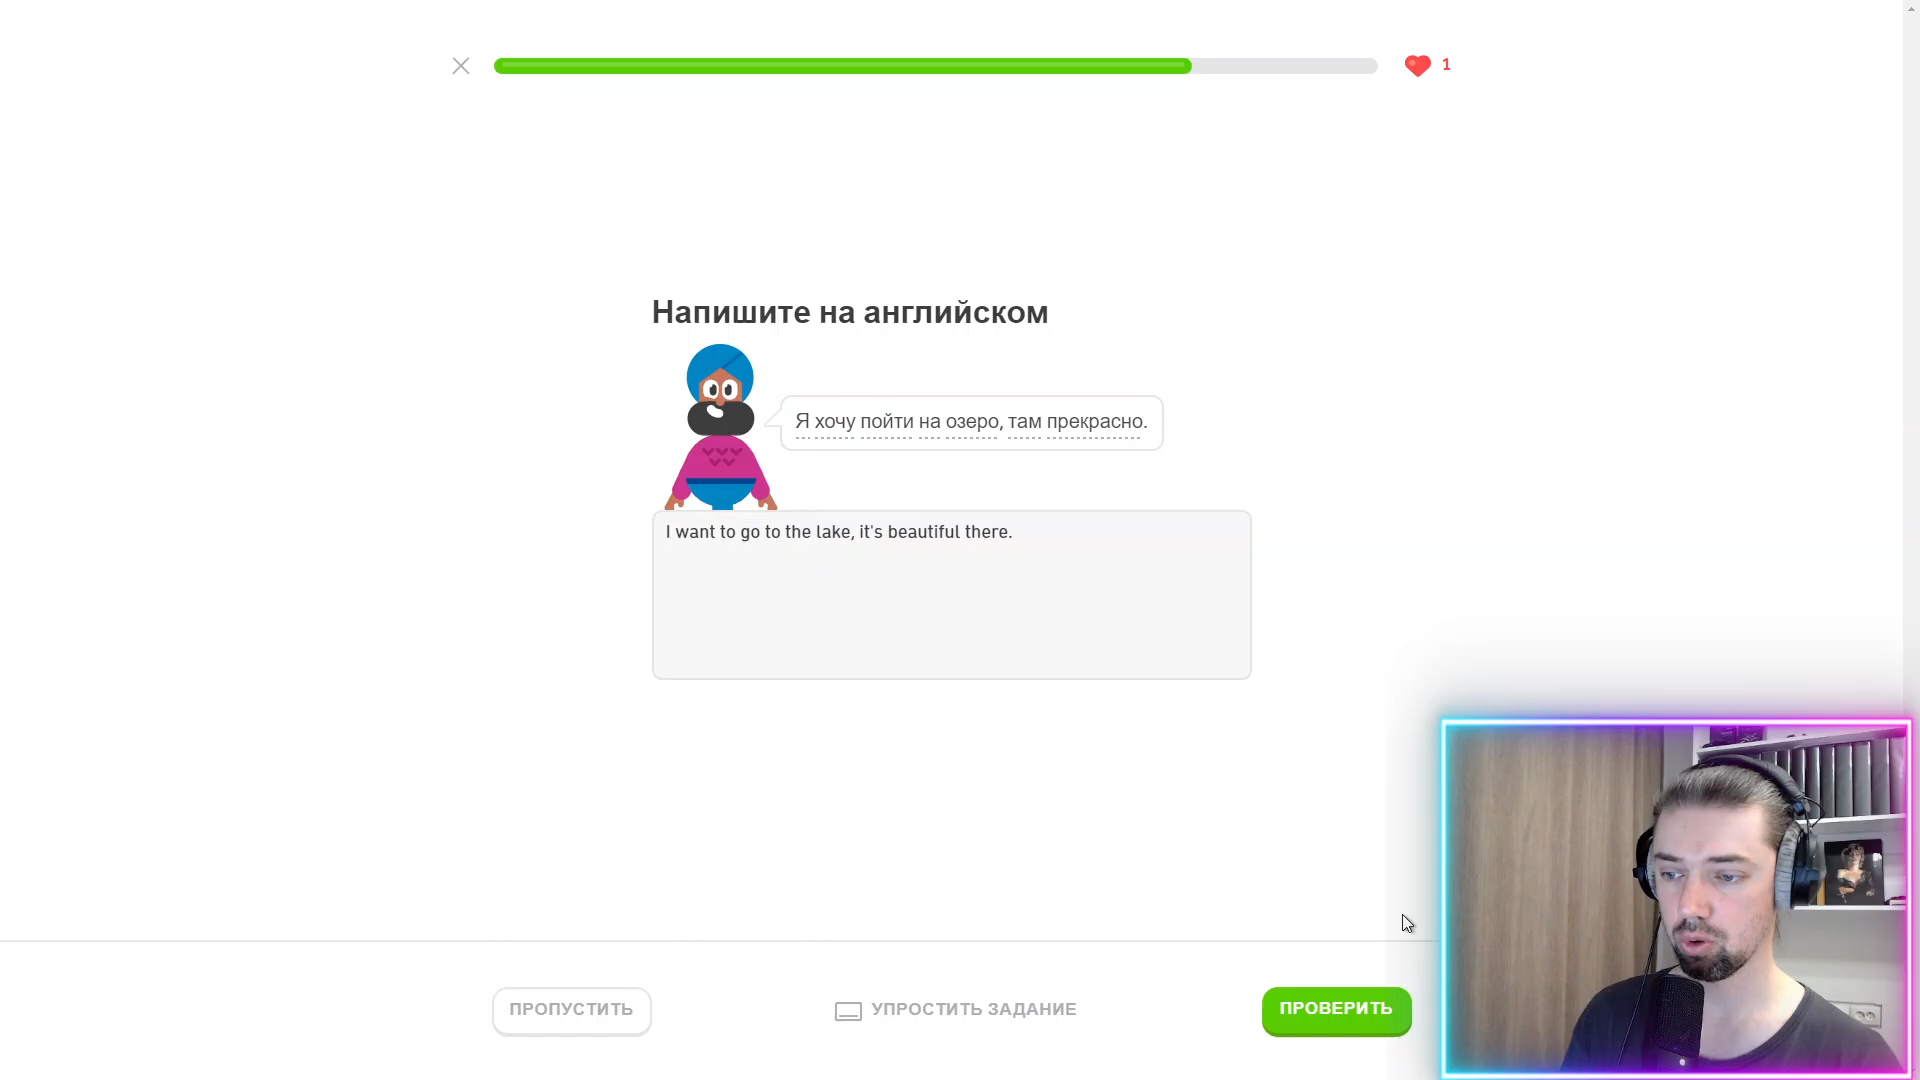 1
Напишите на английском
Я хочу пойти на озеро, там прекрасно.
I want to go to the lake, it's beautiful there.
ПРОПУСТИТЬ
УПРОСТИТЬ ЗАДАНИЕ
ПРОВЕРИТЬ